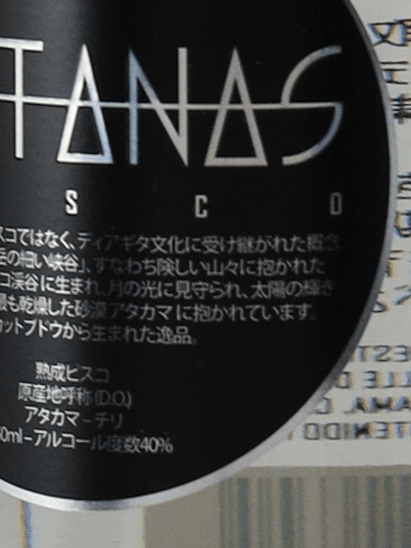 TANAS
S C O
スコではなく、ディアギタ文化に受け継がれた概念
の細い峡谷」、すなわち険しい山々に抱かれた
コ渓谷に生まれ、月の光に見守られ、太陽の輝き
最も乾燥した砂漠アタカマに抱かれています。
カットブドウから生まれた逸品。
熟成ピスコ
原産地呼称 (D.O.)
アタカマ – チリ
0ml – アルコール度数40%